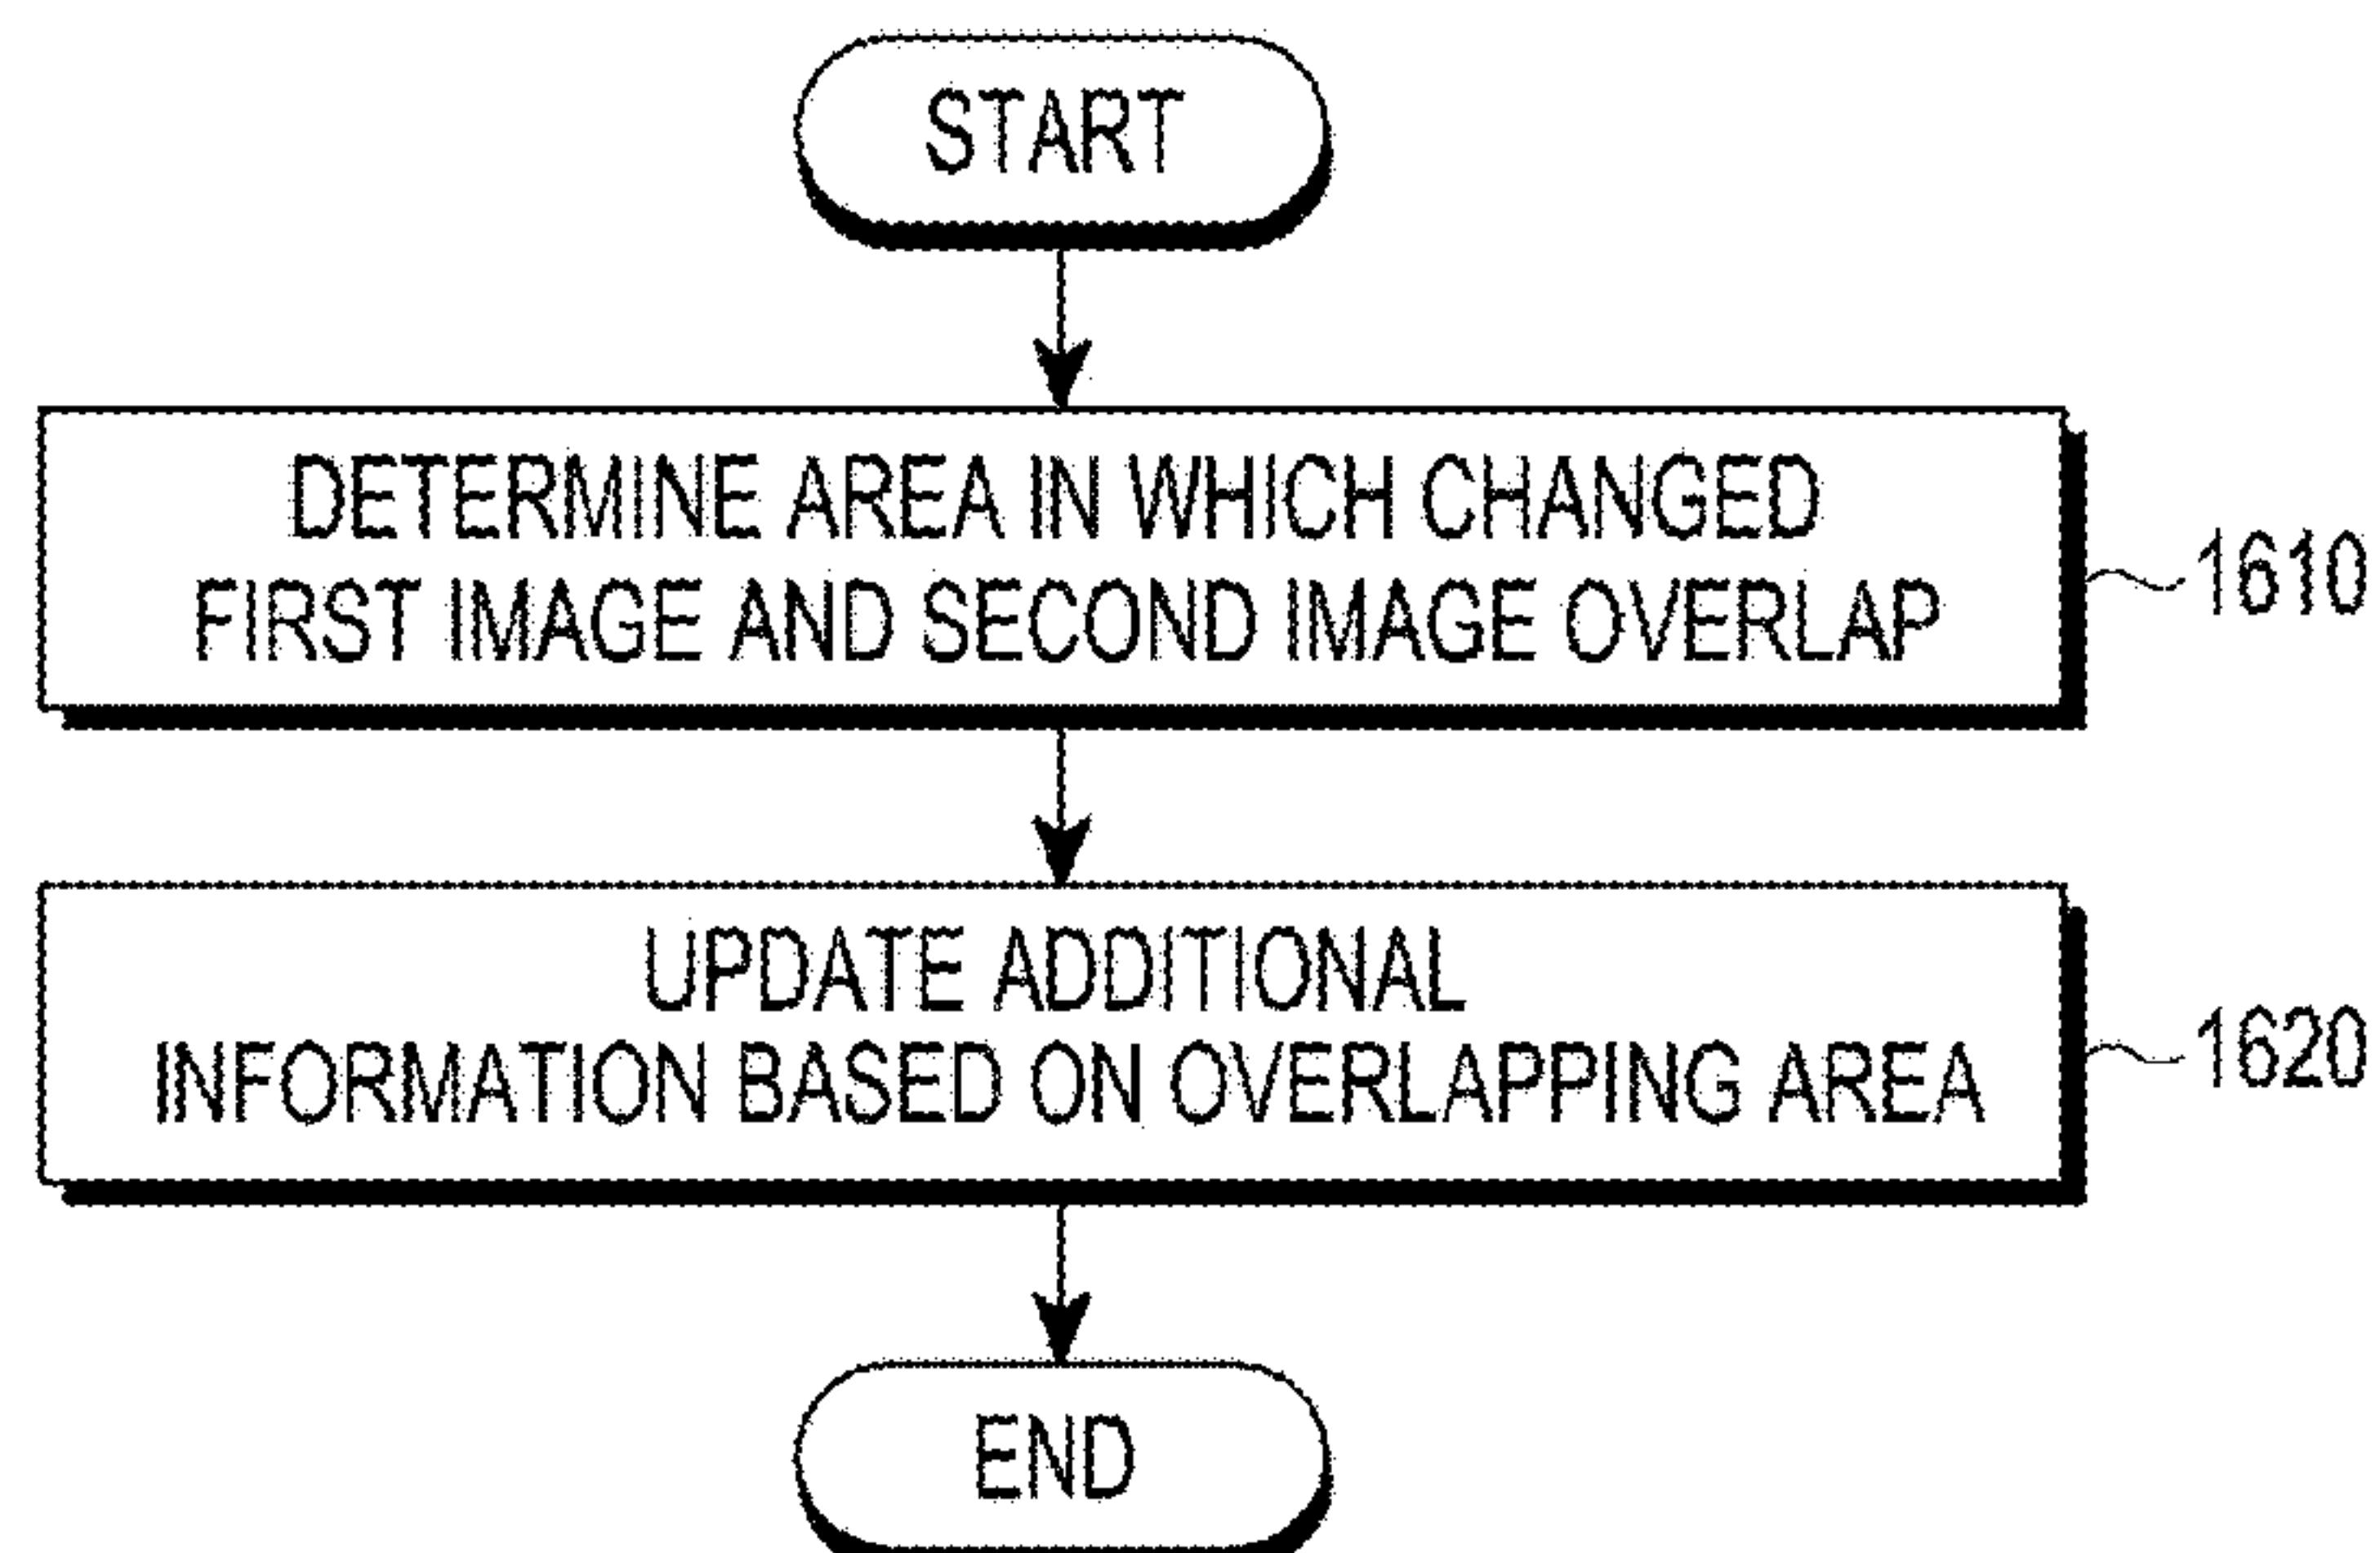 START
DETERMINE AREA IN WHICH CHANGED
FIRST IMAGE AND SECOND IMAGE OVERLAP
1610
UPDATE ADDITIONAL
INFORMATION BASED ON OVERLAPPING AREA
1620
END